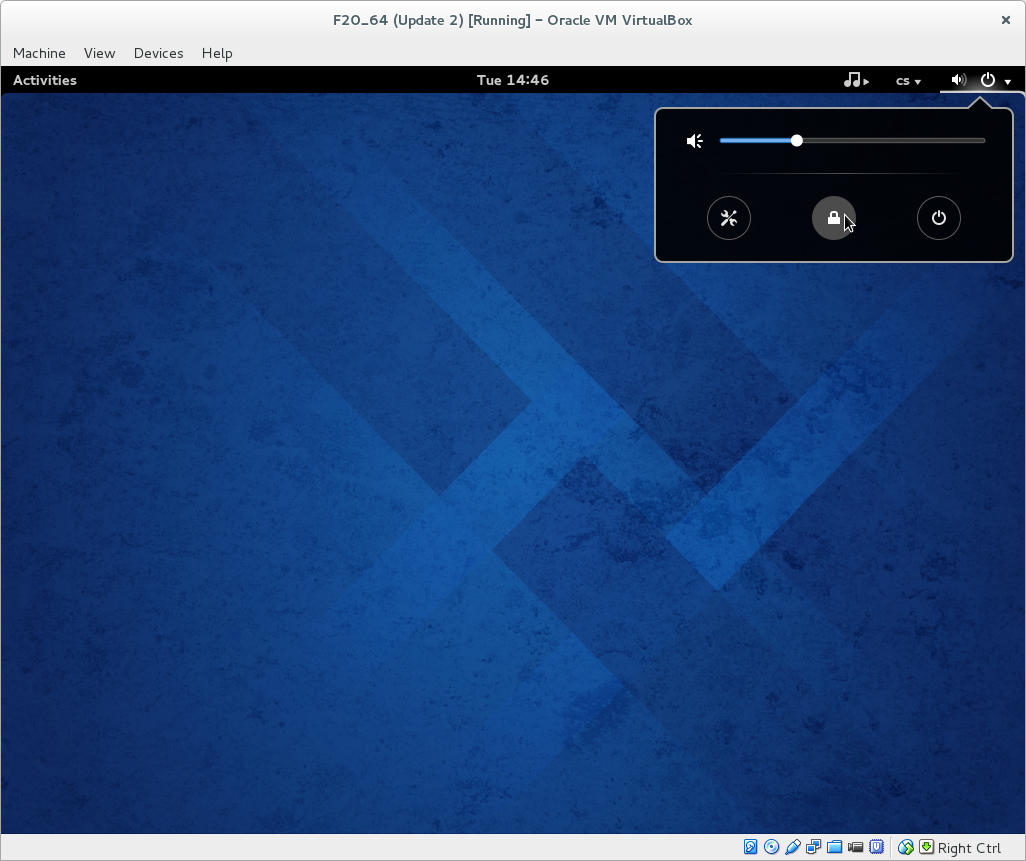 F20_64 (Update 2) [Running] – Oracle VM VirtualBox
Machine View Devices Help
Activities Tue 14:46 cs
Right Ctrl